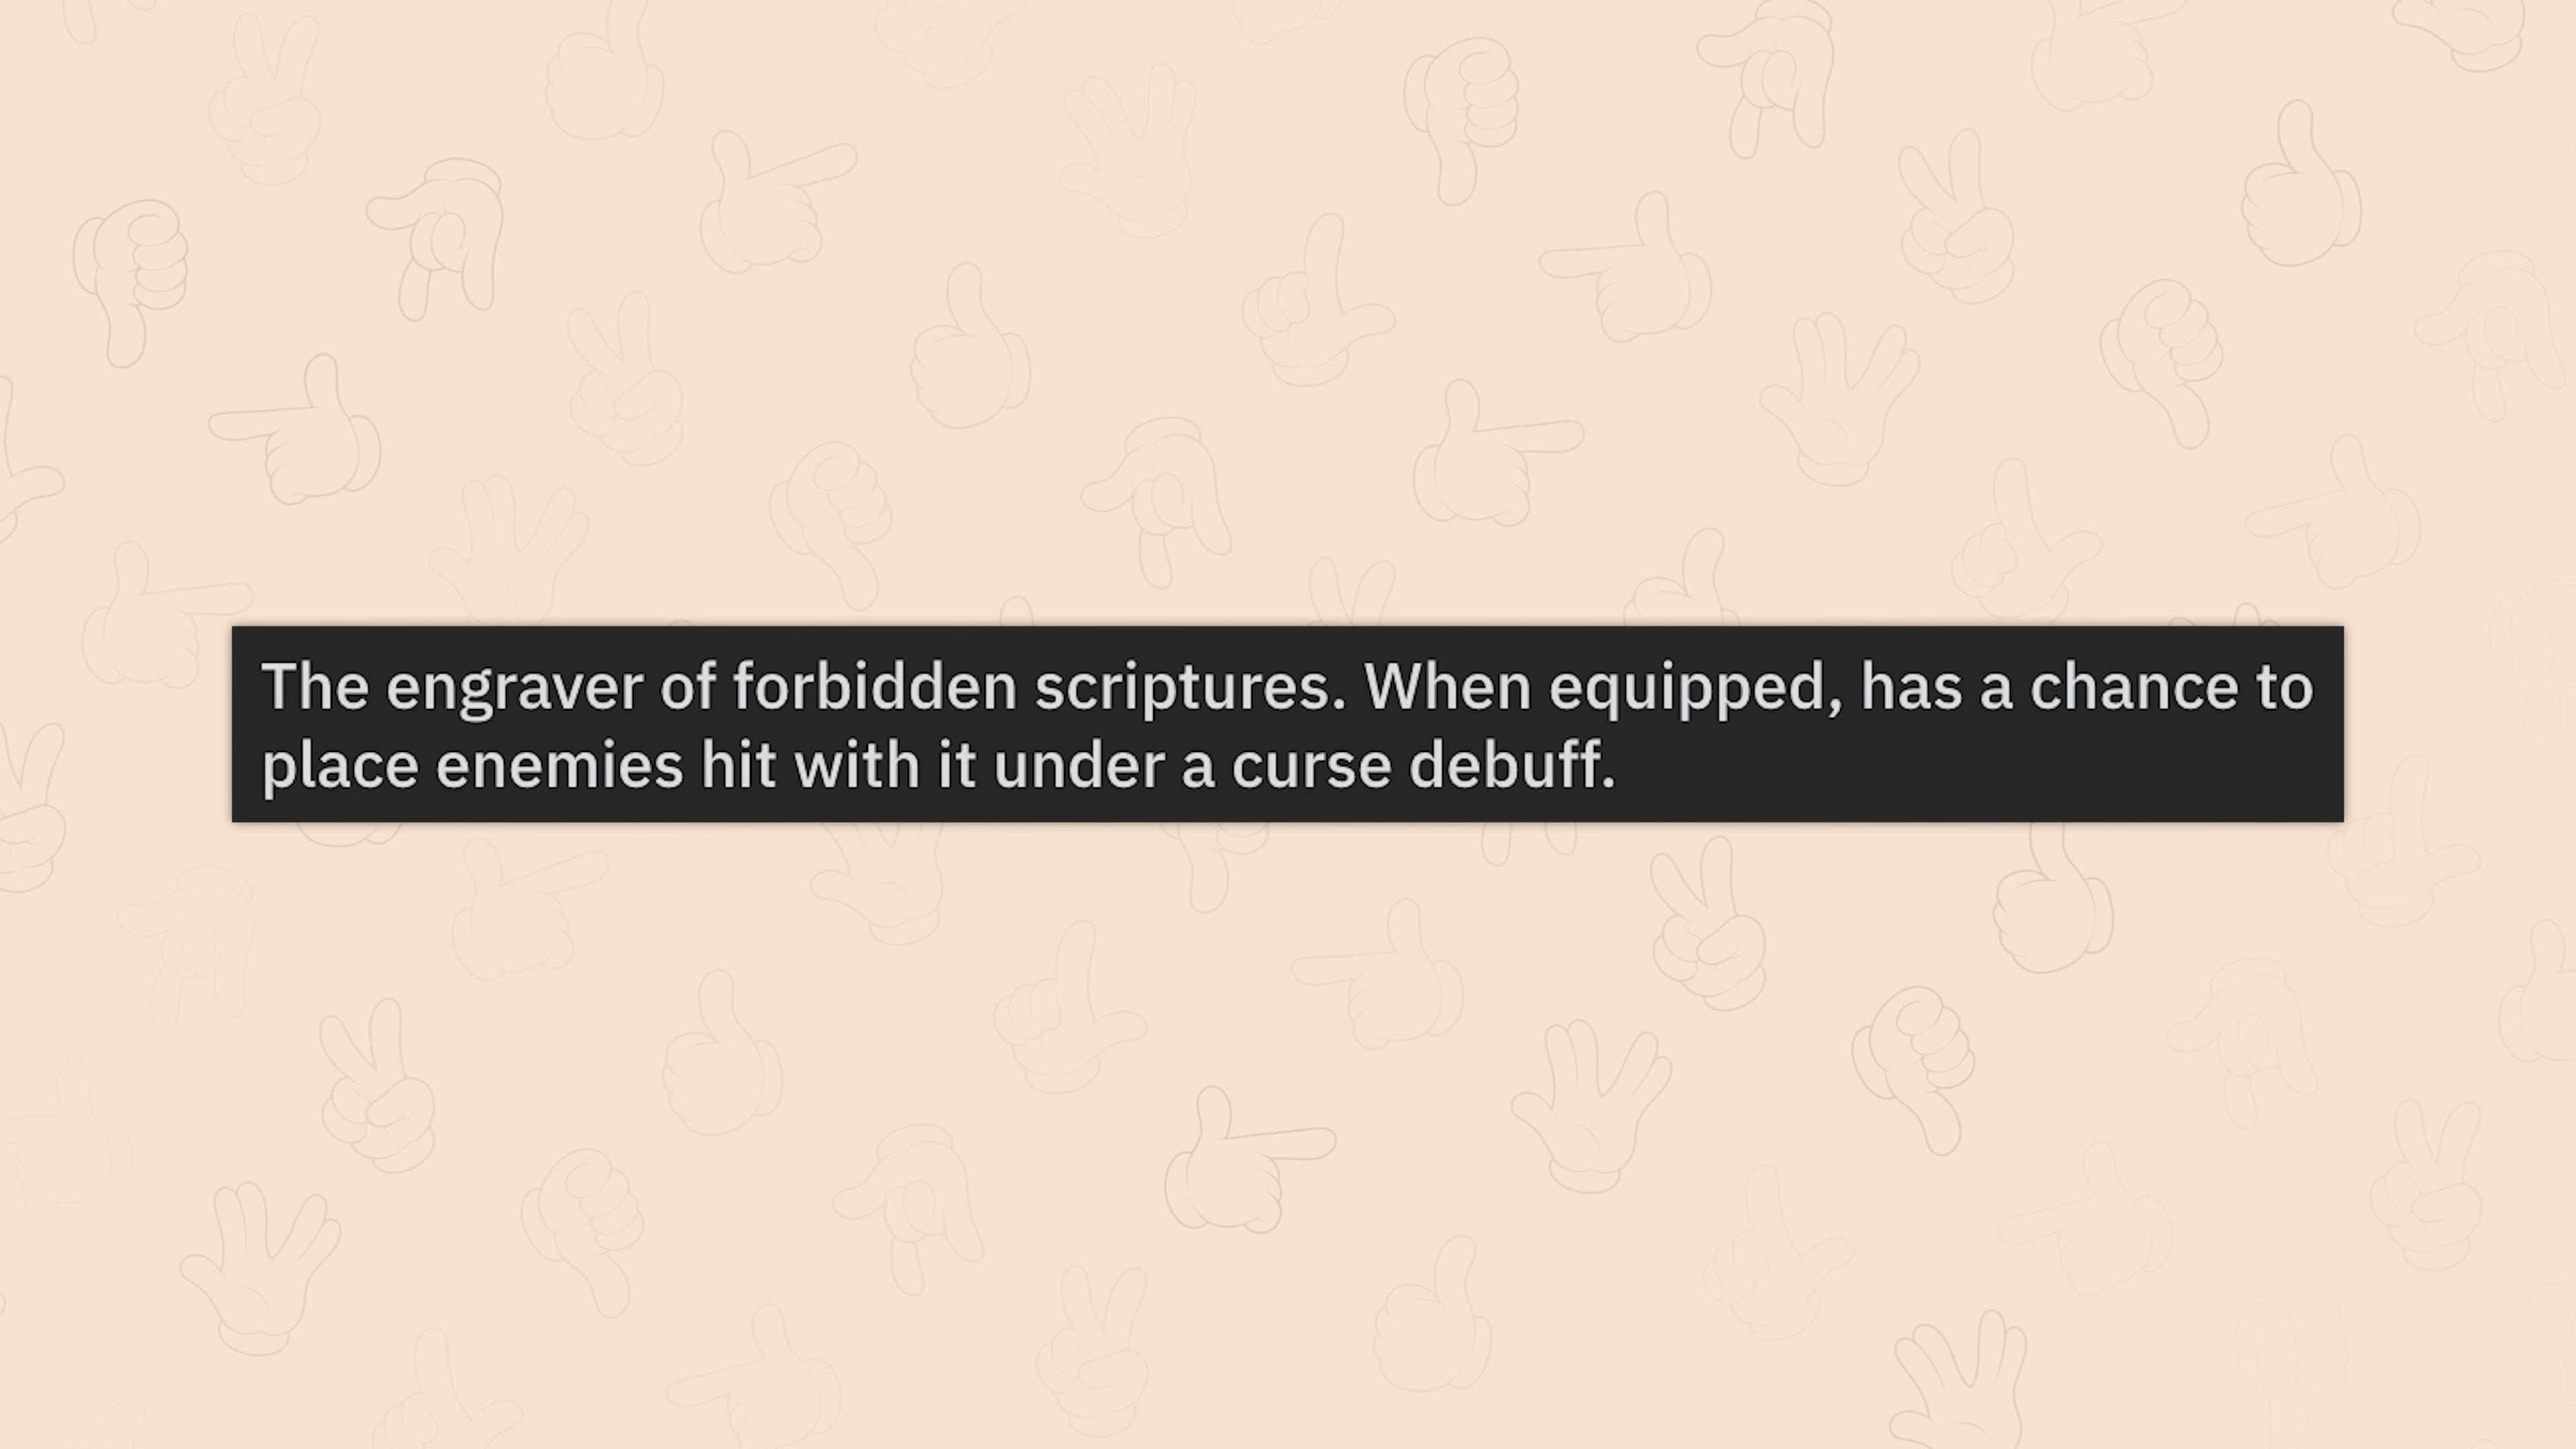 The engraver of forbidden scriptures. When equipped, has a chance to
place enemies hit with it under a curse debuff.